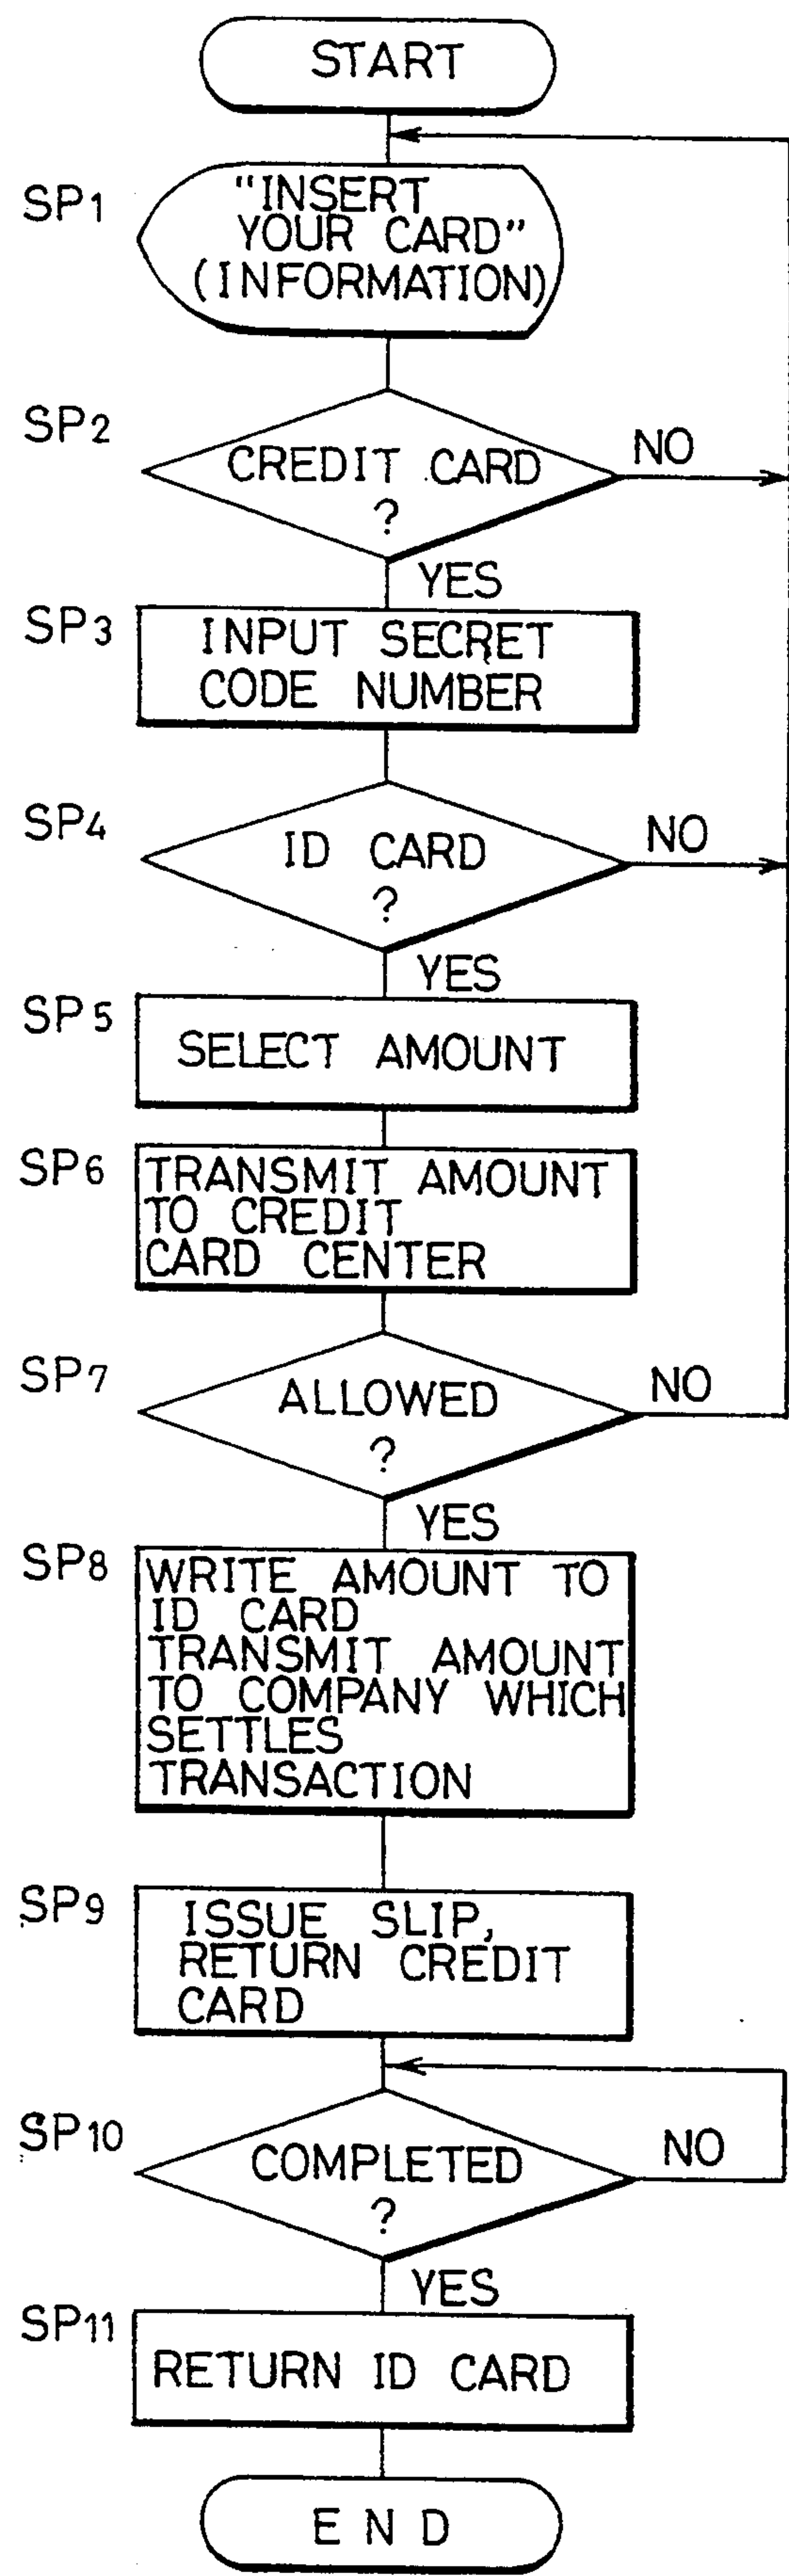 START
SP1
"INSERT
YOUR CARD"
(INFORMATION)
SP2
CREDIT CARD
?
NO
YES
SP3
INPUT SECRET
CODE NUMBER
SP4
ID CARD
?
NO
YES
SP5
SELECT AMOUNT
SP6
TRANSMIT AMOUNT
TO CREDIT
CARD CENTER
SP7
ALLOWED
?
NO
YES
SP8
WRITE AMOUNT TO
ID CARD
TRANSMIT AMOUNT
TO COMPANY WHICH
SETTLES
TRANSACTION
SP9
ISSUE SLIP,
RETURN CREDIT
CARD
SP10
COMPLETED
?
NO
YES
SP11
RETURN ID CARD
END